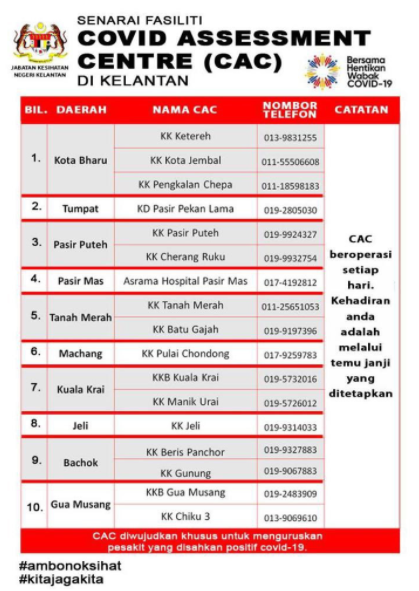 SENARAI FASILITI
COVID ASSESSMENT
CENTRE (CAC)
DI KELANTAN
JABATAN KESIHATAN
NEGERI KELANTAN
Bersama
Hentikan
Wabak
COVID-19
BIL. DAERAH NAMA CAC NOMBOR TELEFON CATATAN
1. Kota Bharu KK Ketereh 013-9831255
KK Kota Jembal 011-55506608
KK Pengkalan Chepa 011-18598183
2. Tumpat KD Pasir Pekan Lama 019-2805030
3. Pasir Puteh KK Pasir Puteh 019-9924327
KK Cherang Ruku 019-9932754
4. Pasir Mas Asrama Hospital Pasir Mas 017-4192812
5. Tanah Merah KK Tanah Merah 011-25651053
KK Batu Gajah 019-9197396
6. Machang KK Pulai Chondong 017-9259783
7. Kuala Krai KKB Kuala Krai 019-5732016
KK Manik Urai 019-5726012
8. Jeli KK Jeli 019-9314033
9. Bachok KK Beris Panchor 019-9327883
KK Gunung 019-9067883
10. Gua Musang KKB Gua Musang 019-2483909
KK Chiku 3 013-9069610
CAC
beroperasi
setiap
hari.
Kehadiran
anda
adalah
melalui
temu janji
yang
ditetapkan
CAC diwujudkan khusus untuk menguruskan
pesakit yang disahkan positif covid-19.
#ambonoksihat
#kitajagakita